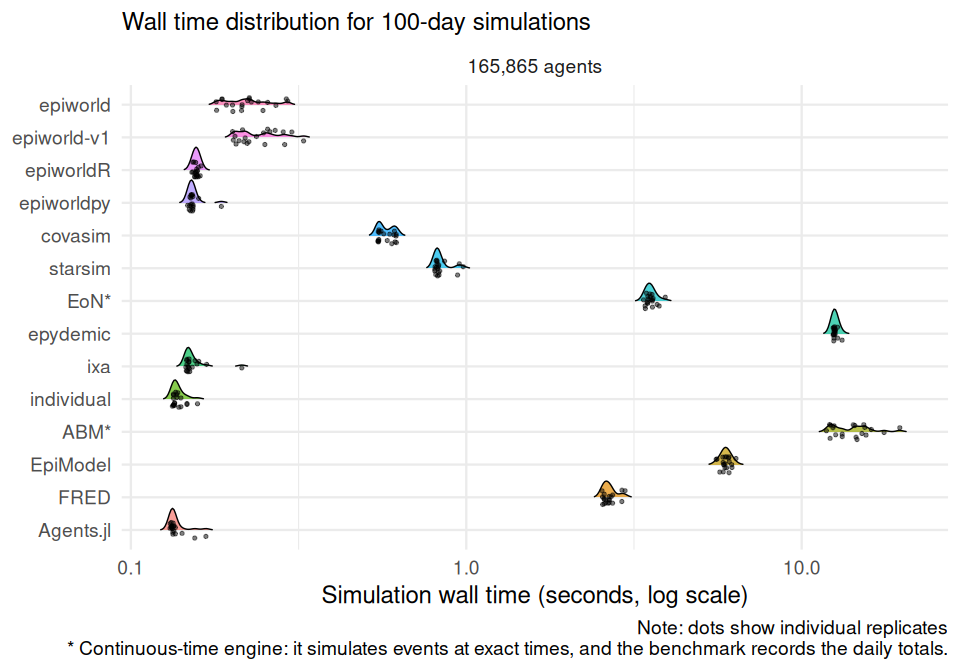 Wall time distribution for 100-day simulations
165,865 agents
epiworld
epiworld-v1
epiworldR
epiworldpy
covasim
starsim
EoN*
epydemic
ixa
individual
ABM*
EpiModel
FRED
Agents.jl
0.1 1.0 10.0
Simulation wall time (seconds, log scale)
Note: dots show individual replicates
* Continuous-time engine: it simulates events at exact times, and the benchmark records the daily totals.